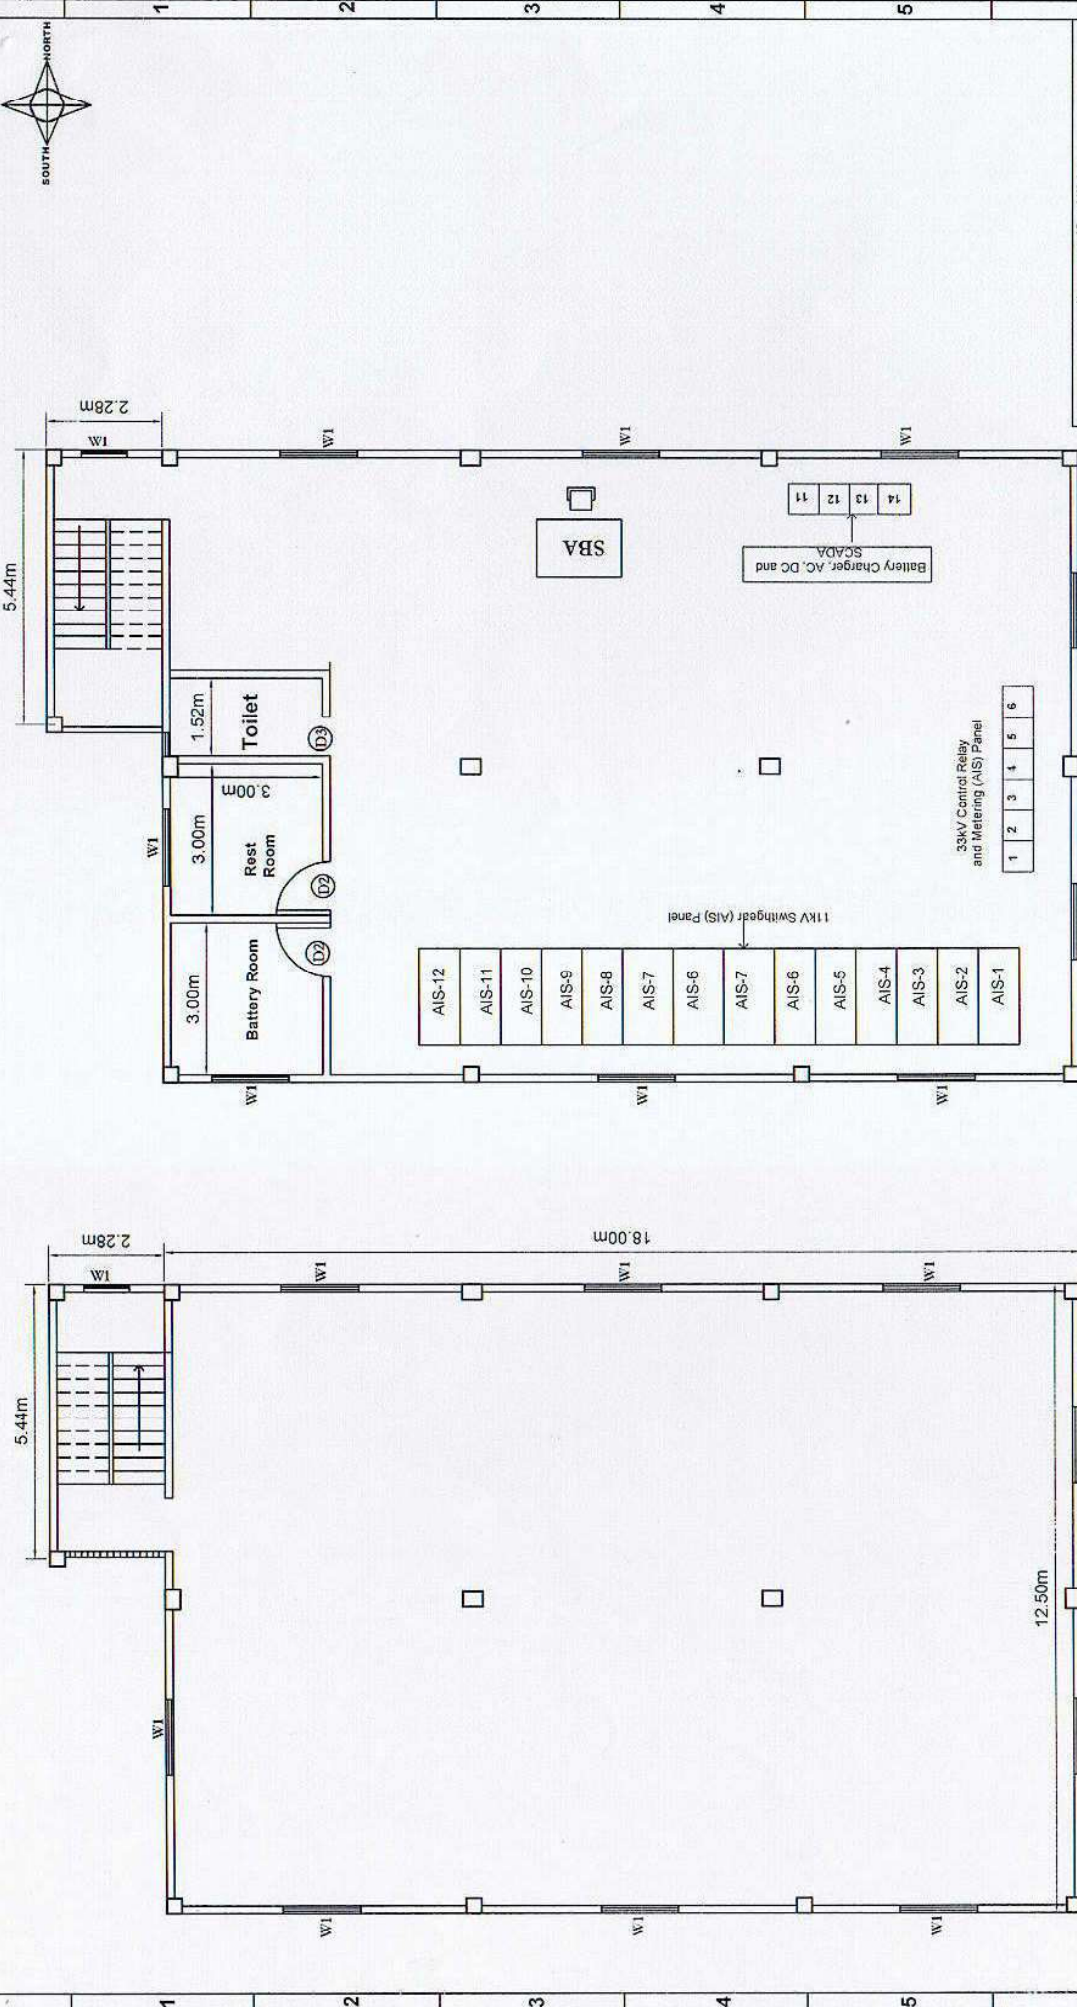 1
2
3
4
5
NORTH
SOUTH
2.28m
W1
5.44m
W1
W1
W1
SBA
11
12
13
14
Battery Charger, AC, DC and
SCADA
1.52m
Toilet
D3
3.00m
3.00m
Rest
Room
D2
W1
3.00m
Battery Room
D2
33kV Control Relay
and Metering (AIS) Panel
1
2
3
4
5
6
11KV Swithgear (AIS) Panel
AIS-12
AIS-11
AIS-10
AIS-9
AIS-8
AIS-7
AIS-6
AIS-7
AIS-6
AIS-5
AIS-4
AIS-3
AIS-2
AIS-1
W1
W1
W1
2.28m
18.00m
W1
W1
W1
W1
5.44m
12.50m
W1
W1
W1
W1
1
2
3
4
5